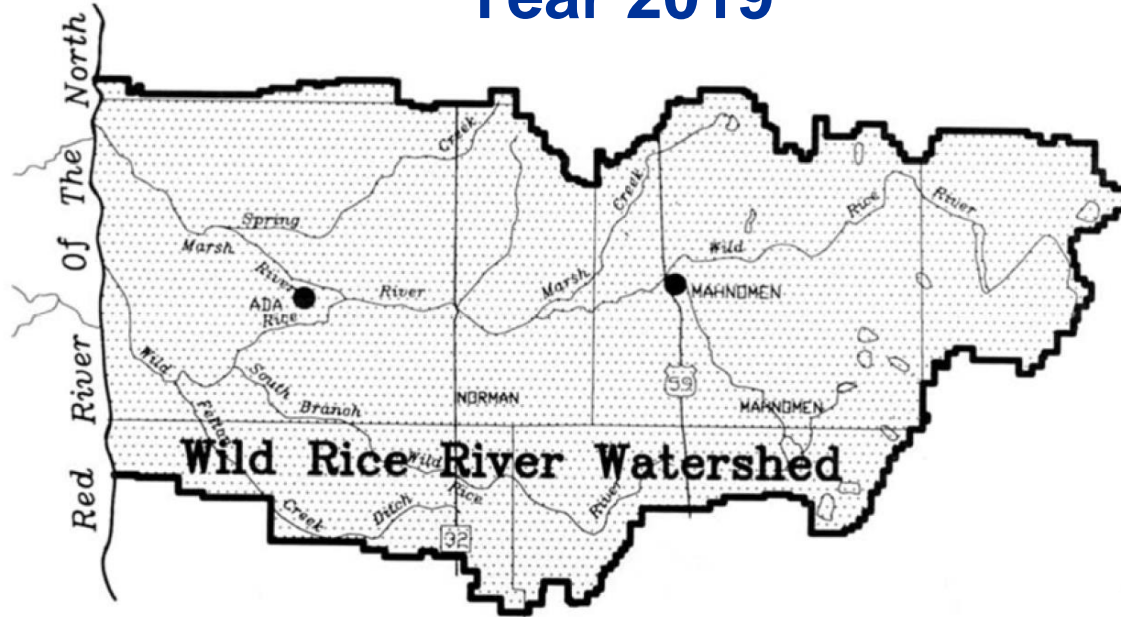 Year 2019
Red River Of The North
Spring Creek
Marsh River
ADA
Wild Rice River
Marsh Creek
Wild Rice River
MAHNOMEN
59
South Branch Wild Rice River
NORMAN
MAHNOMEN
Felton Creek Ditch
Wild Rice River Watershed
32